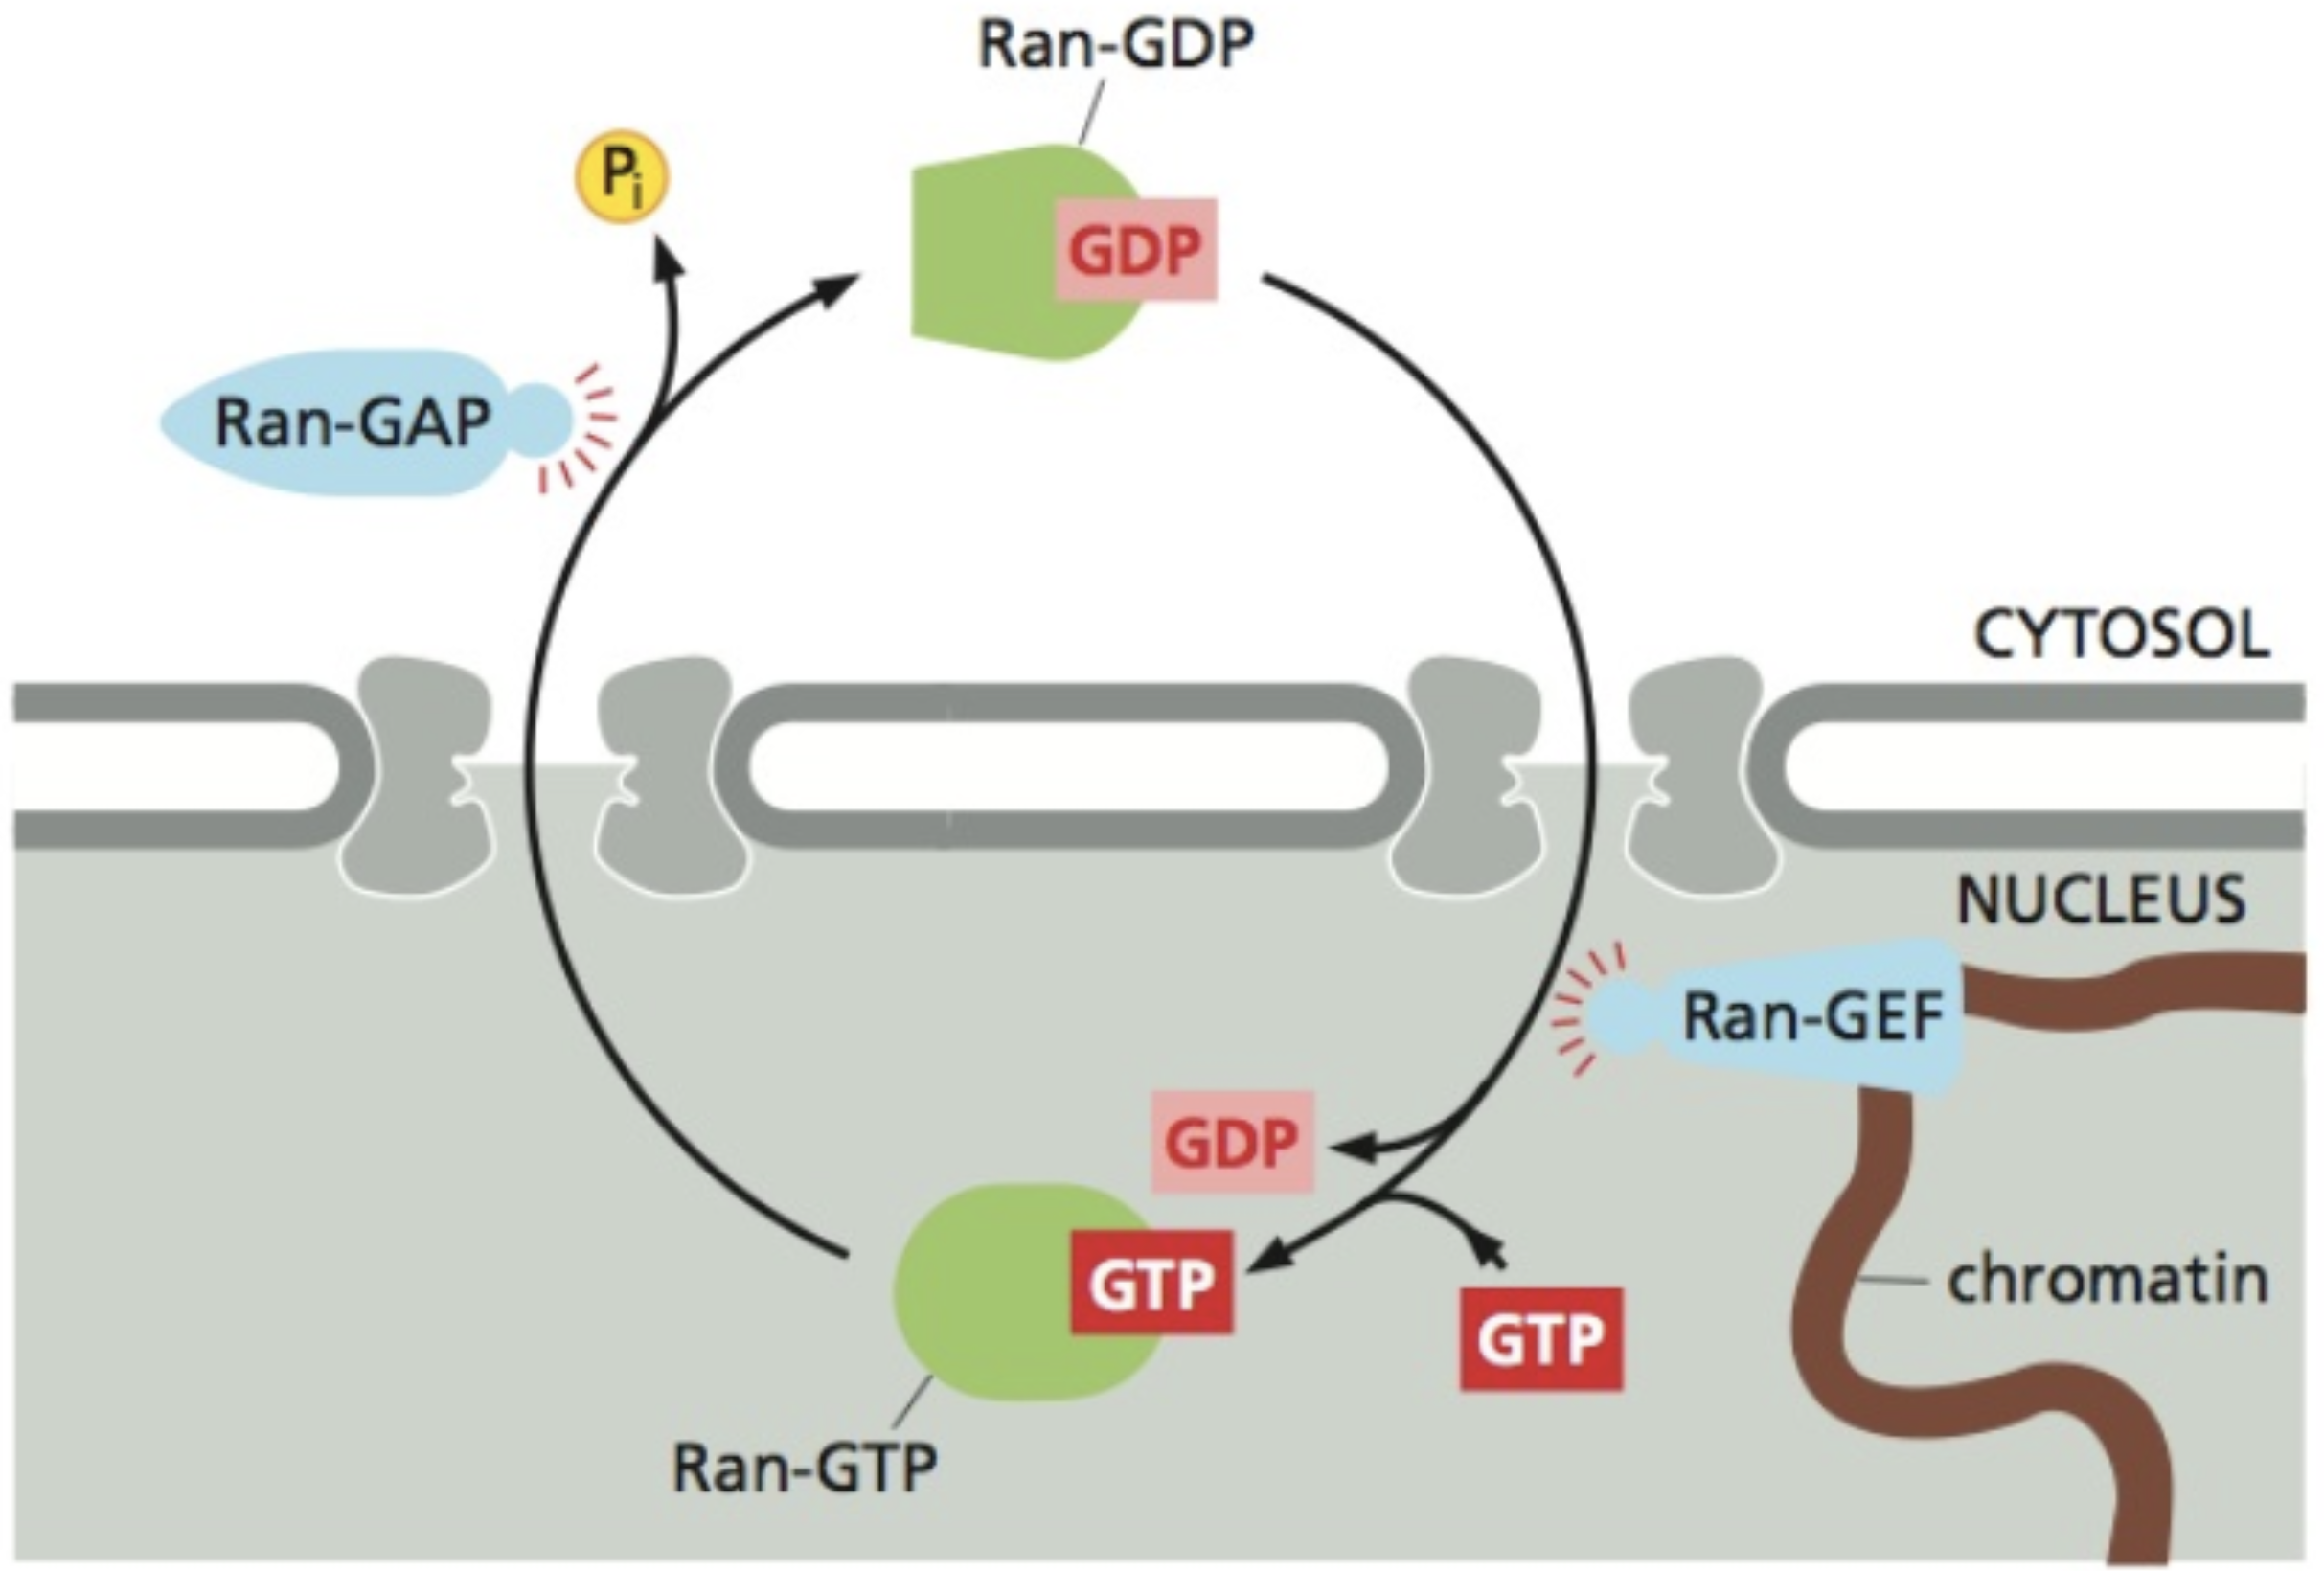 Ran-GDP
Pi
GDP
Ran-GAP
CYTOSOL
NUCLEUS
Ran-GEF
GDP
GTP
GTP
chromatin
Ran-GTP